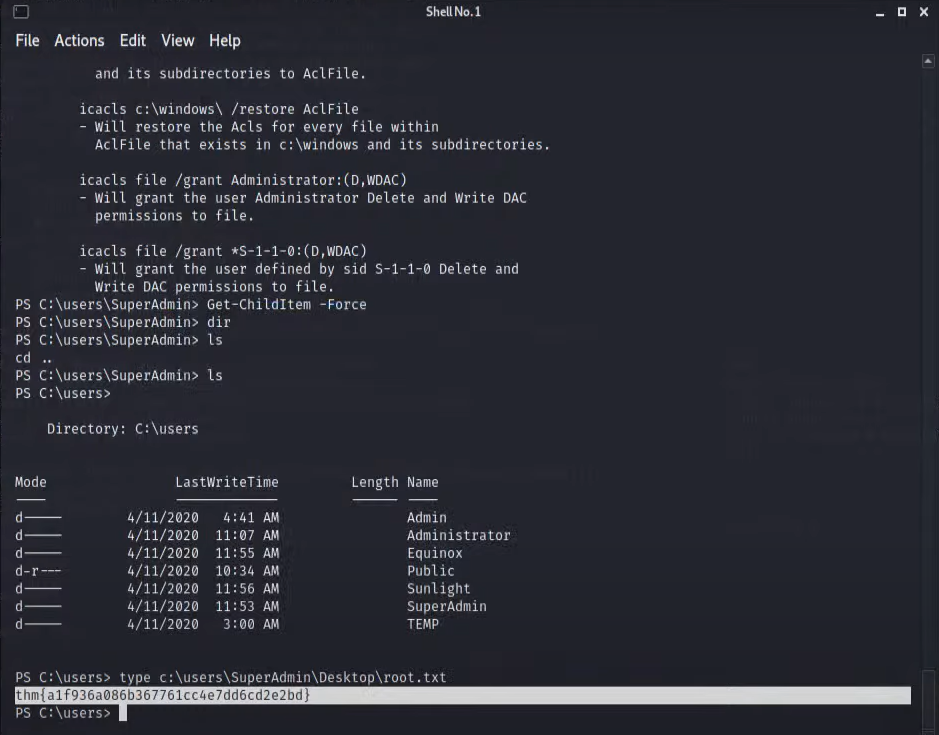 Shell No. 1
File Actions Edit View Help
and its subdirectories to AclFile.
icacls c:\windows\ /restore AclFile
- Will restore the Acls for every file within
AclFile that exists in c:\windows and its subdirectories.
icacls file /grant Administrator:(D,WDAC)
- Will grant the user Administrator Delete and Write DAC
permissions to file.
icacls file /grant *S-1-1-0:(D,WDAC)
- Will grant the user defined by sid S-1-1-0 Delete and
Write DAC permissions to file.
PS C:\users\SuperAdmin> Get-ChildItem -Force
PS C:\users\SuperAdmin> dir
PS C:\users\SuperAdmin> ls
cd ..
PS C:\users\SuperAdmin> ls
PS C:\users>
Directory: C:\users
Mode LastWriteTime Length Name
---- ------------- ------ ----
d----- 4/11/2020 4:41 AM Admin
d----- 4/11/2020 11:07 AM Administrator
d----- 4/11/2020 11:55 AM Equinox
d-r--- 4/11/2020 10:34 AM Public
d----- 4/11/2020 11:56 AM Sunlight
d----- 4/11/2020 11:53 AM SuperAdmin
d----- 4/11/2020 3:00 AM TEMP
PS C:\users> type c:\users\SuperAdmin\Desktop\root.txt
thm{a1f936a086b367761cc4e7dd6cd2e2bd}
PS C:\users>